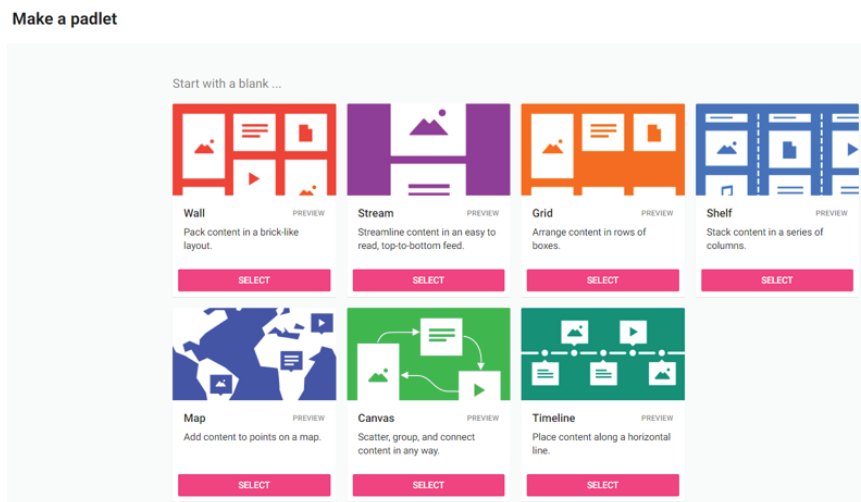 Make a padlet
Start with a blank ...
Wall PREVIEW
Pack content in a brick-like
layout.
SELECT
Stream PREVIEW
Streamline content in an easy to
read, top-to-bottom feed.
SELECT
Grid PREVIEW
Arrange content in rows of
boxes.
SELECT
Shelf PREVIEW
Stack content in a series of
columns.
SELECT
Map PREVIEW
Add content to points on a map.
SELECT
Canvas PREVIEW
Scatter, group, and connect
content in any way.
SELECT
Timeline PREVIEW
Place content along a horizontal
line.
SELECT